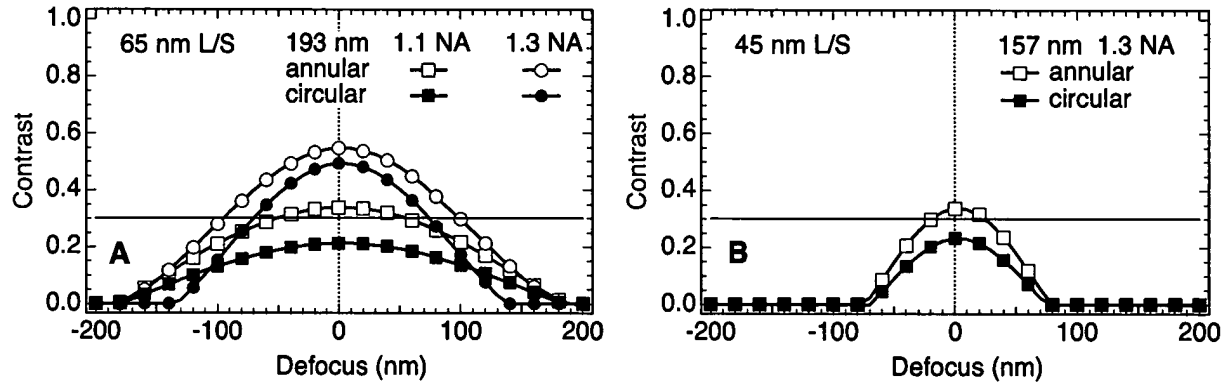 1.0
0.8
0.6
0.4
0.2
0.0
Contrast
65 nm L/S 193 nm 1.1 NA 1.3 NA
annular
circular
A
-200 -100 0 100 200
Defocus (nm)
1.0
0.8
0.6
0.4
0.2
0.0
Contrast
45 nm L/S 157 nm 1.3 NA
annular
circular
B
-200 -100 0 100 200
Defocus (nm)